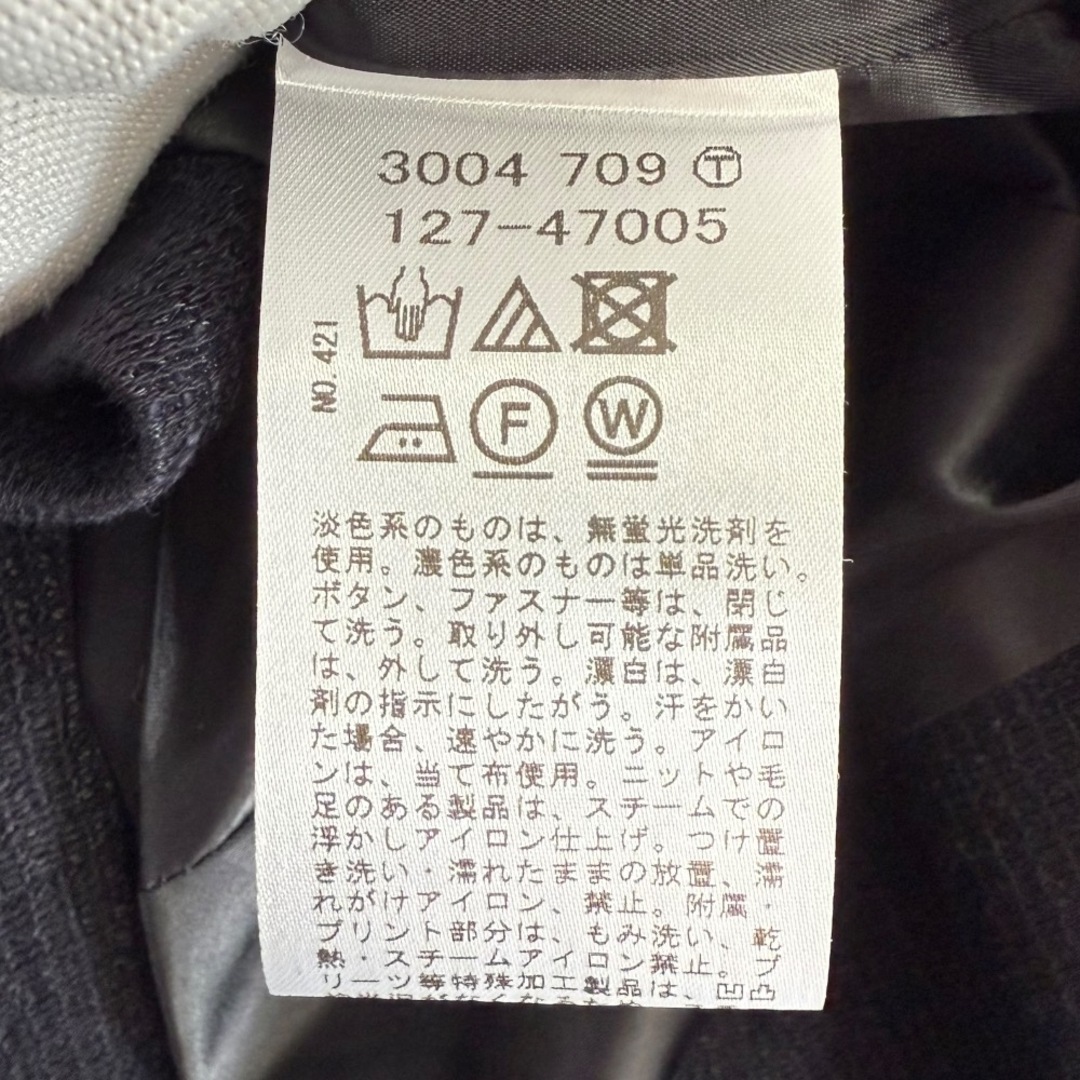 3004 709 Ⓣ
127-47005
NO.421
F W
淡色系のものは、無蛍光洗剤を
使用。濃色系のものは単品洗い。
ボタン、ファスナー等は、閉じ
て洗う。取り外し可能な附属品
は、外して洗う。漂白は、漂白
剤の指示にしたがう。汗をかい
た場合、速やかに洗う。アイロ
ンは、当て布使用。ニットや毛
足のある製品は、スチームでの
浮かしアイロン仕上げ。つけ置
き洗い・濡れたままの放置、濡
れがけアイロン、禁止。附属・
プリント部分は、もみ洗い、乾
熱・スチームアイロン禁止。プ
リーツ等特殊加工製品は、